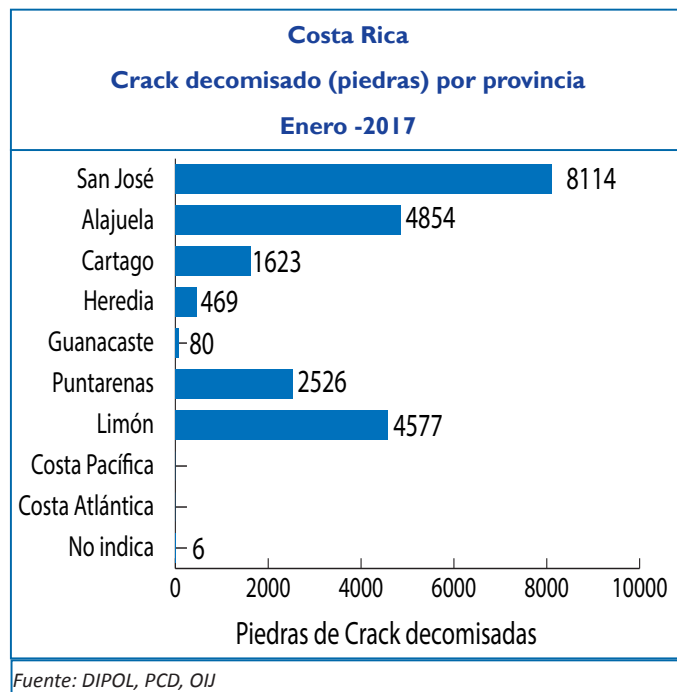 Costa Rica
Crack decomisado (piedras) por provincia
Enero -2017
San José 8114
Alajuela 4854
Cartago 1623
Heredia 469
Guanacaste 80
Puntarenas 2526
Limón 4577
Costa Pacífica
Costa Atlántica
No indica 6
0 2000 4000 6000 8000 10000
Piedras de Crack decomisadas
Fuente: DIPOL, PCD, OIJ